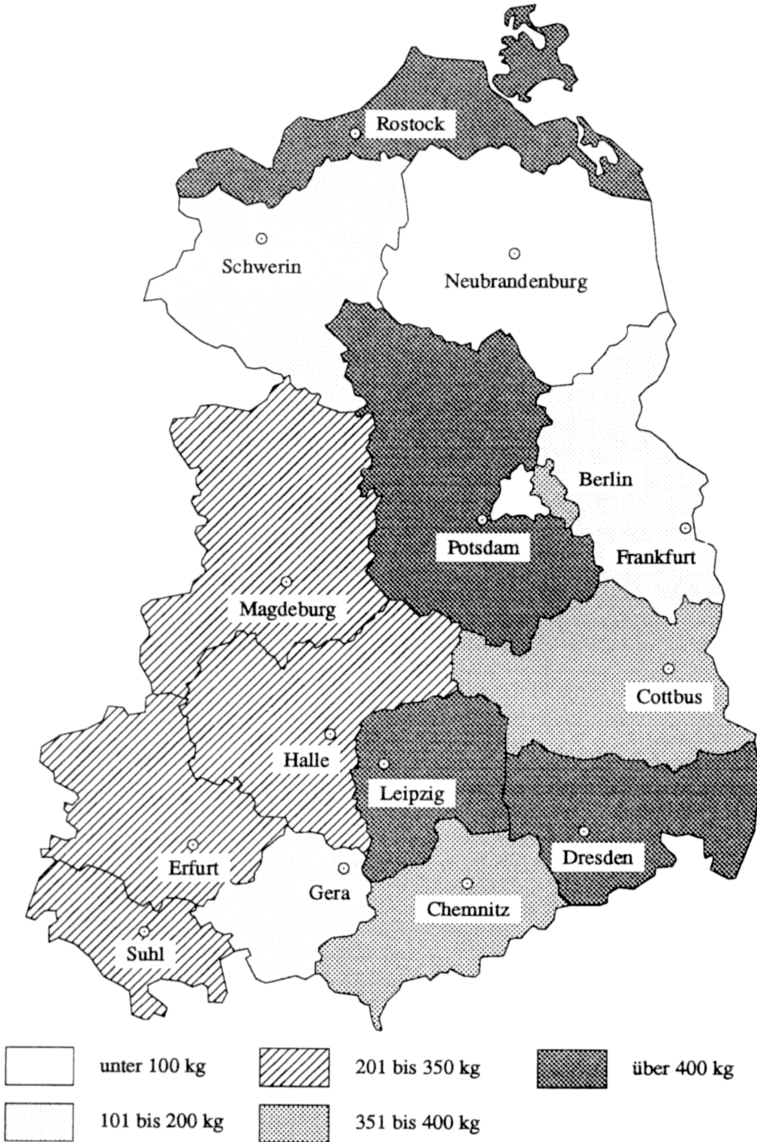 Rostock
Schwerin
Neubrandenburg
Berlin
Potsdam
Frankfurt
Magdeburg
Cottbus
Halle
Leipzig
Erfurt
Dresden
Gera
Chemnitz
Suhl
unter 100 kg
201 bis 350 kg
über 400 kg
101 bis 200 kg
351 bis 400 kg